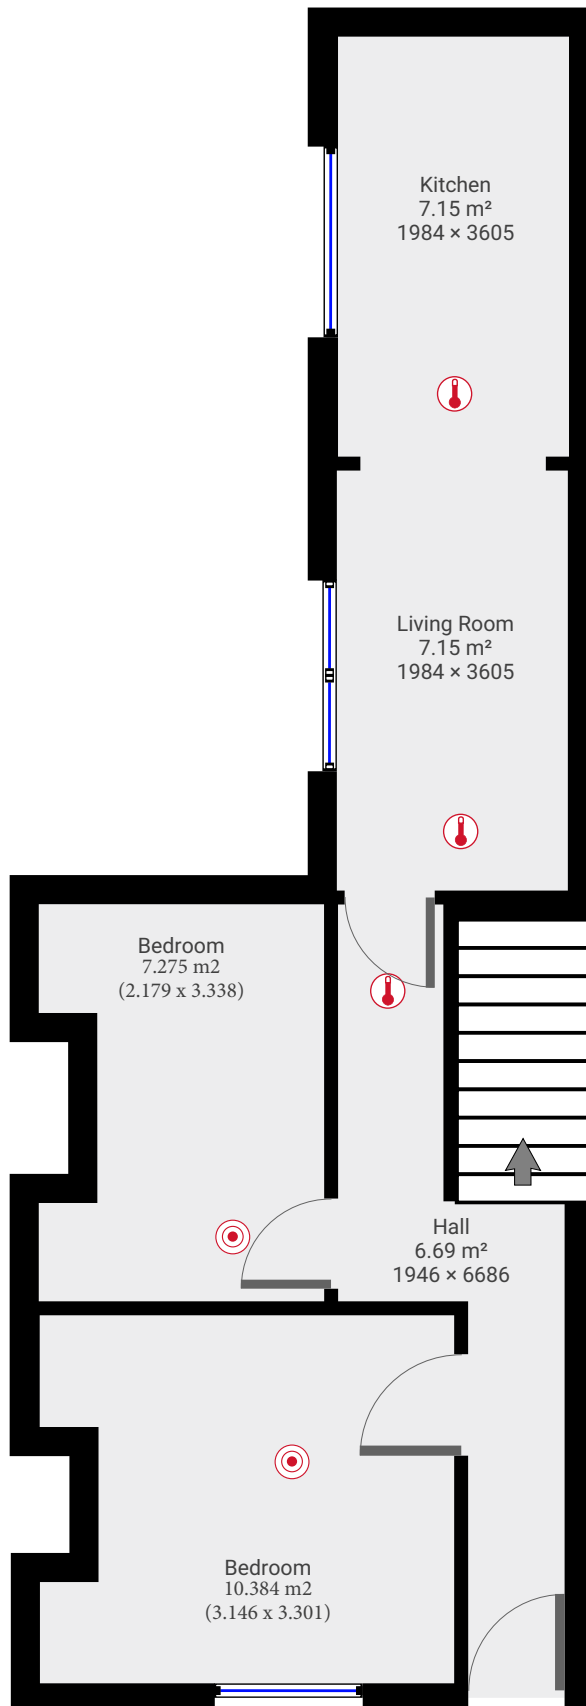 Kitchen
7.15 m²
1984 × 3605
Living Room
7.15 m²
1984 × 3605
Bedroom
7.275 m2
(2.179 x 3.338)
Hall
6.69 m²
1946 × 6686
Bedroom
10.384 m2
(3.146 x 3.301)